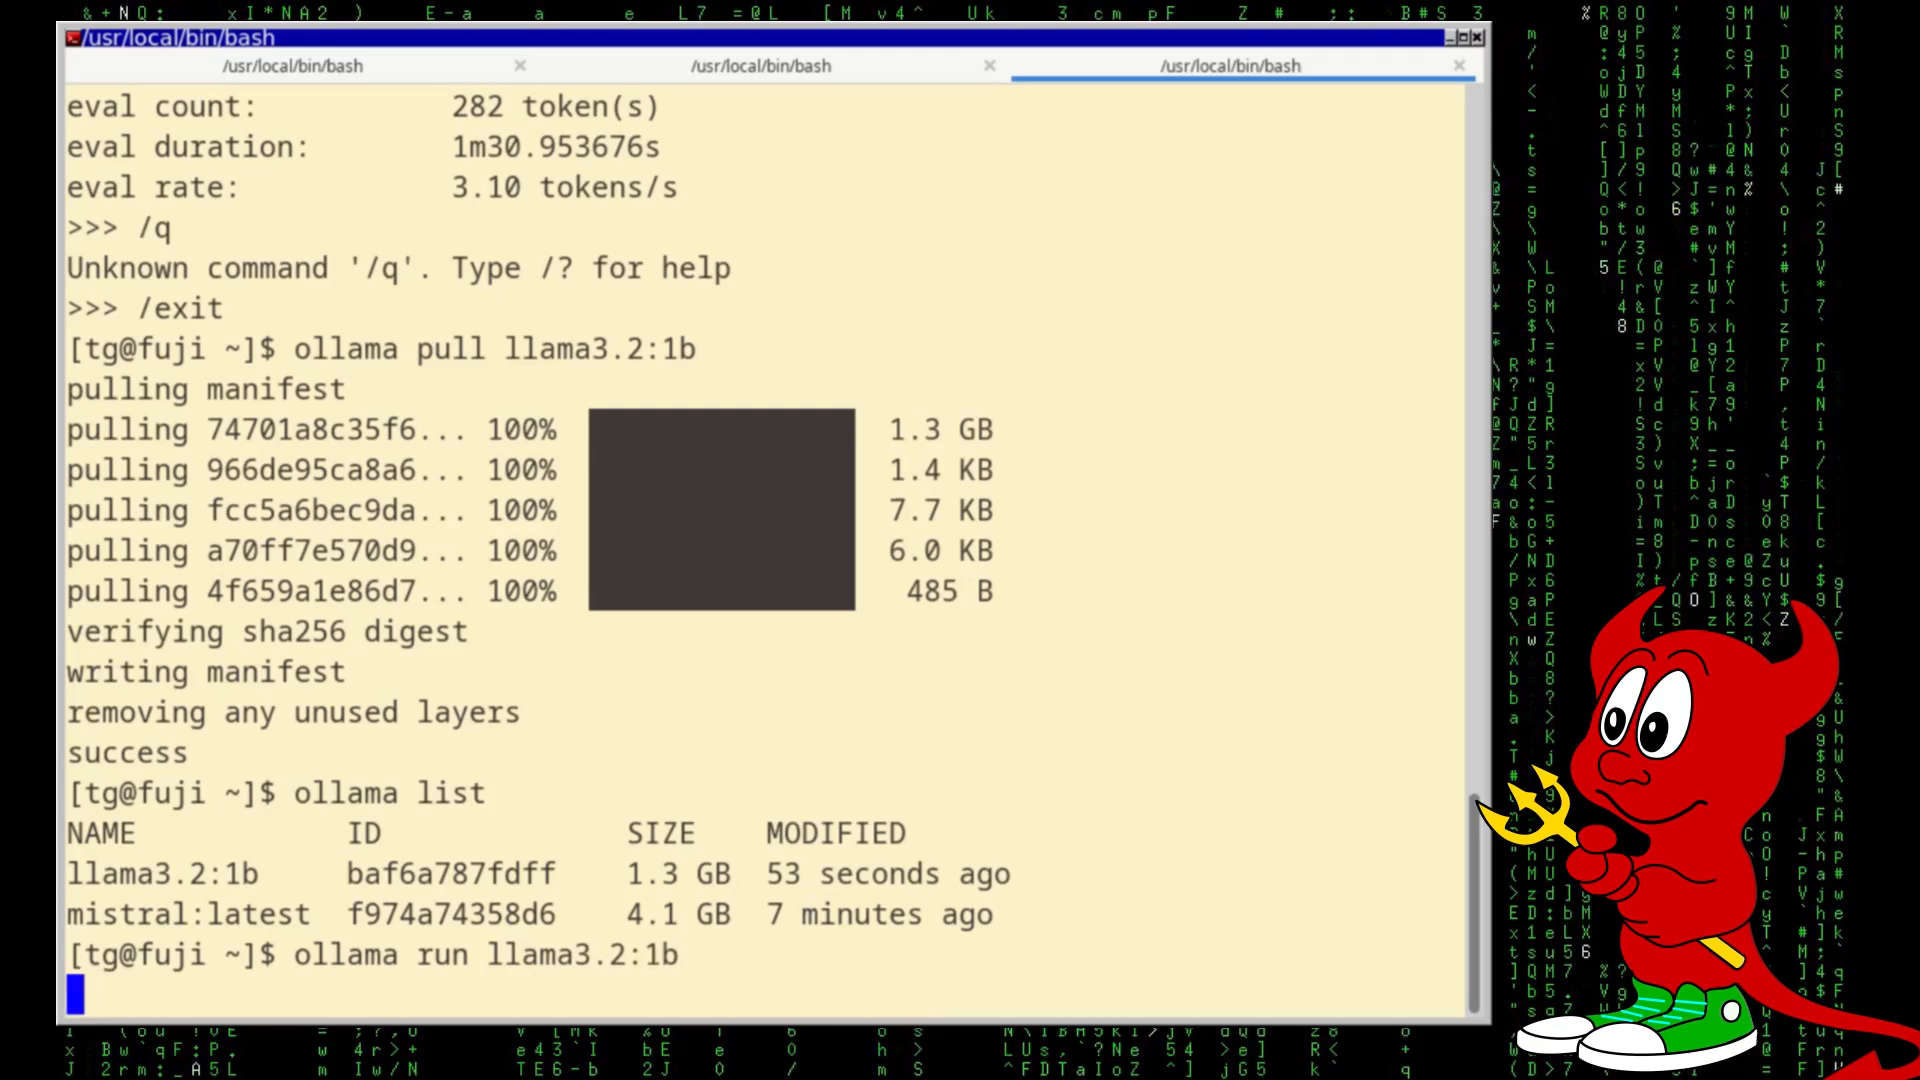 /usr/local/bin/bash
/usr/local/bin/bash × /usr/local/bin/bash × /usr/local/bin/bash ×
eval count: 282 token(s)
eval duration: 1m30.953676s
eval rate: 3.10 tokens/s
>>> /q
Unknown command '/q'. Type /? for help
>>> /exit
[tg@fuji ~]$ ollama pull llama3.2:1b
pulling manifest
pulling 74701a8c35f6... 100% 1.3 GB
pulling 966de95ca8a6... 100% 1.4 KB
pulling fcc5a6bec9da... 100% 7.7 KB
pulling a70ff7e570d9... 100% 6.0 KB
pulling 4f659a1e86d7... 100% 485 B
verifying sha256 digest
writing manifest
removing any unused layers
success
[tg@fuji ~]$ ollama list
NAME ID SIZE MODIFIED
llama3.2:1b baf6a787fdff 1.3 GB 53 seconds ago
mistral:latest f974a74358d6 4.1 GB 7 minutes ago
[tg@fuji ~]$ ollama run llama3.2:1b